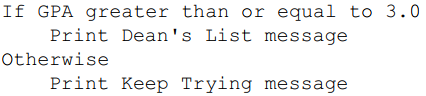 If GPA greater than or equal to 3.0
    Print Dean's List message
Otherwise
    Print Keep Trying message